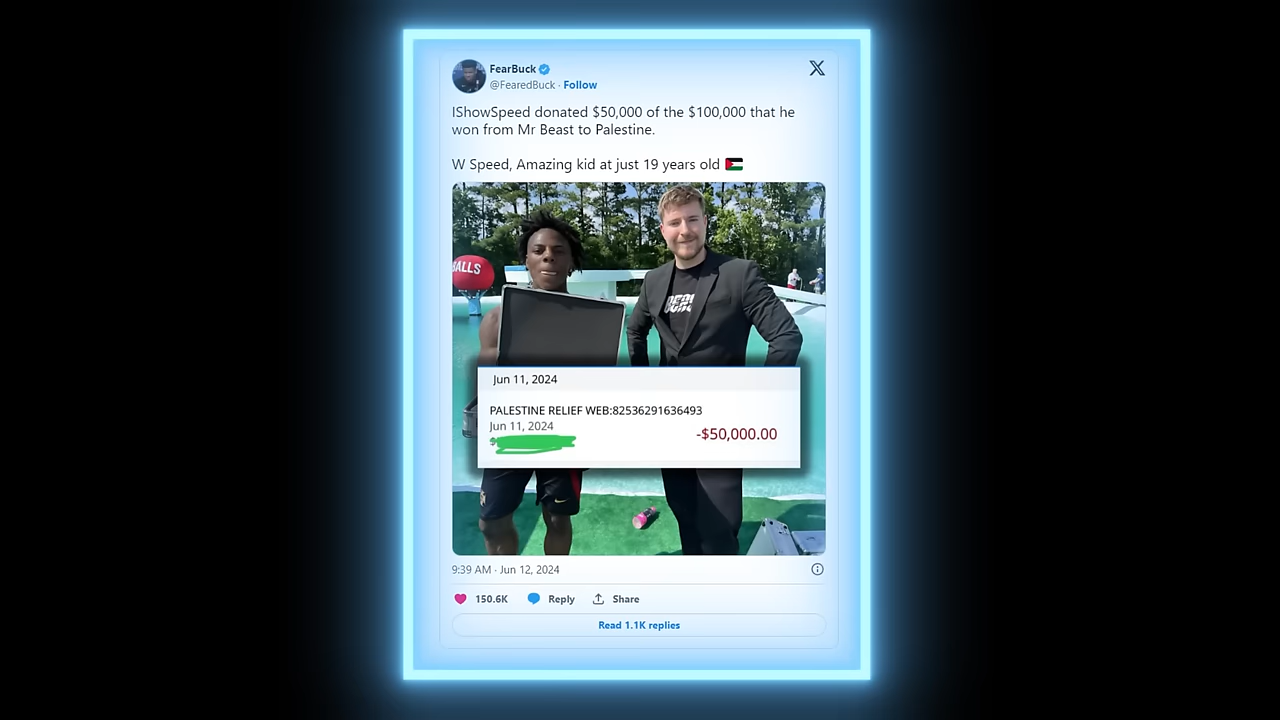 FearBuck
@FearedBuck · Follow
IShowSpeed donated $50,000 of the $100,000 that he
won from Mr Beast to Palestine.
W Speed, Amazing kid at just 19 years old 🇵🇸
BALLS
Jun 11, 2024
PALESTINE RELIEF WEB:82536291636493
Jun 11, 2024
-$50,000.00
9:39 AM · Jun 12, 2024
150.6K Reply Share
Read 1.1K replies